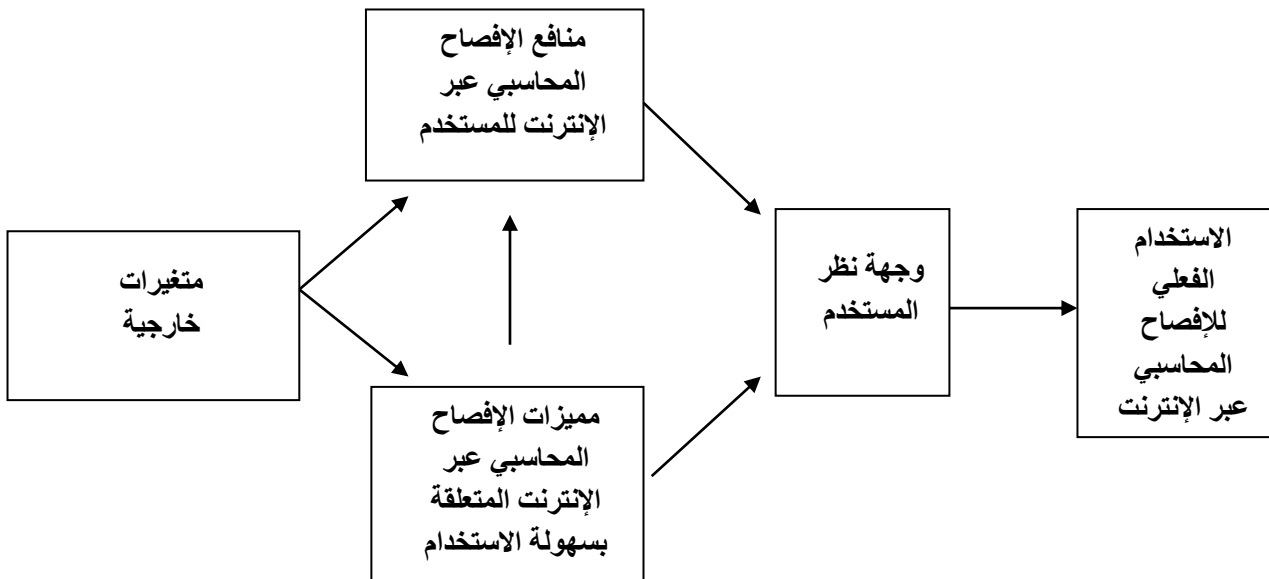 منافع الإفصاح
المحاسبي عبر
الإنترنت للمستخدم
متغيرات
خارجية
مميزات الإفصاح
المحاسبي عبر
الإنترنت المتعلقة
بسهولة الاستخدام
وجهة نظر
المستخدم
الاستخدام
الفعلي
للإفصاح
المحاسبي
عبر الإنترنت